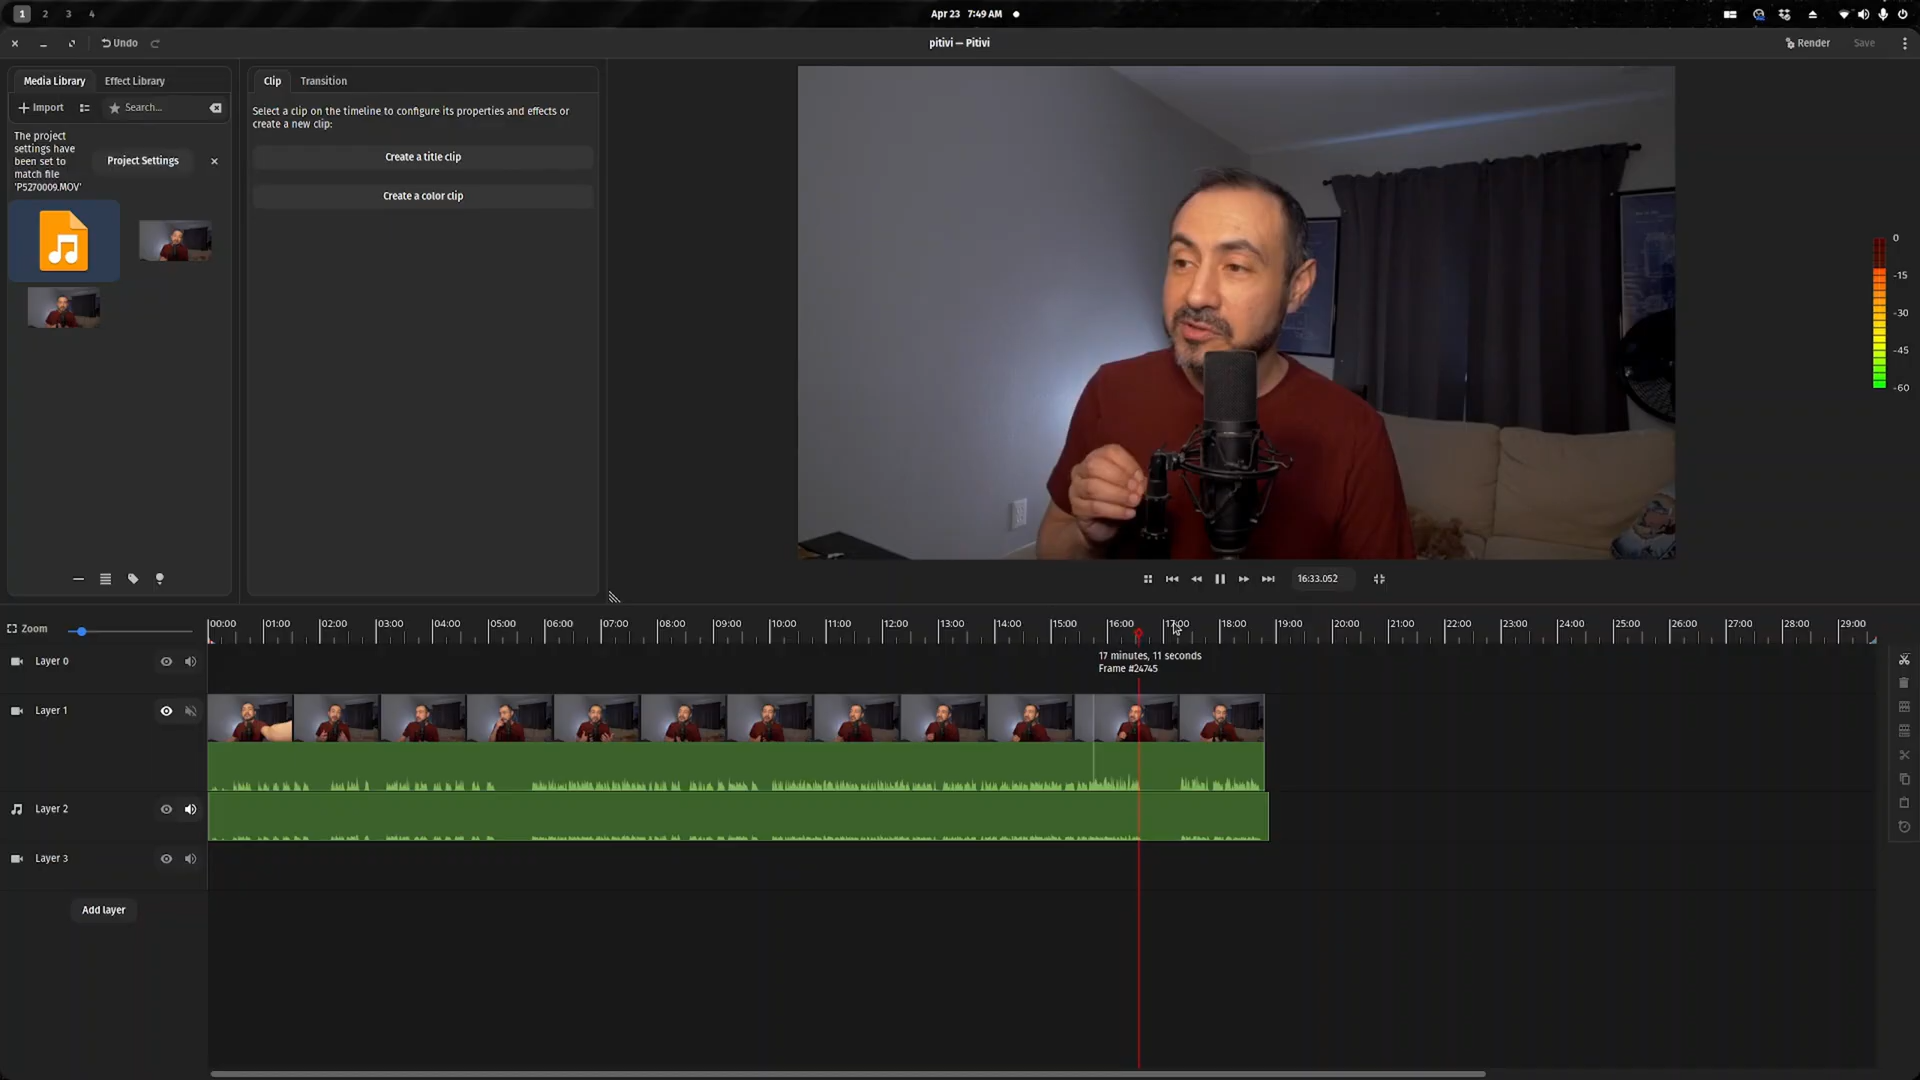 1 2 3 4
Apr 23 7:49 AM
Undo
pitivi — Pitivi
Render
Save
Media Library
Effect Library
Import
Search...
The project
settings have
been set to
match file
'P5270009.MOV'
Project Settings
Clip
Transition
Select a clip on the timeline to configure its properties and effects or
create a new clip:
Create a title clip
Create a color clip
0
-15
-30
-45
-60
16:33.052
Zoom
00:00 01:00 02:00 03:00 04:00 05:00 06:00 07:00 08:00 09:00 10:00 11:00 12:00 13:00 14:00 15:00 16:00 17:00 18:00 19:00 20:00 21:00 22:00 23:00 24:00 25:00 26:00 27:00 28:00 29:00
17 minutes, 11 seconds
Frame #24745
Layer 0
Layer 1
Layer 2
Layer 3
Add layer